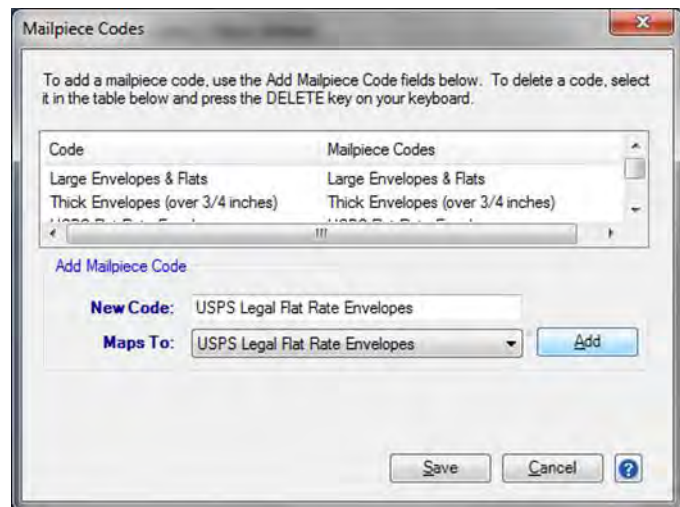 Mailpiece Codes
To add a mailpiece code, use the Add Mailpiece Code fields below. To delete a code, select
it in the table below and press the DELETE key on your keyboard.
Code Mailpiece Codes
Large Envelopes & Flats Large Envelopes & Flats
Thick Envelopes (over 3/4 inches) Thick Envelopes (over 3/4 inches)
Add Mailpiece Code
New Code: USPS Legal Flat Rate Envelopes
Maps To: USPS Legal Flat Rate Envelopes Add
Save Cancel ?